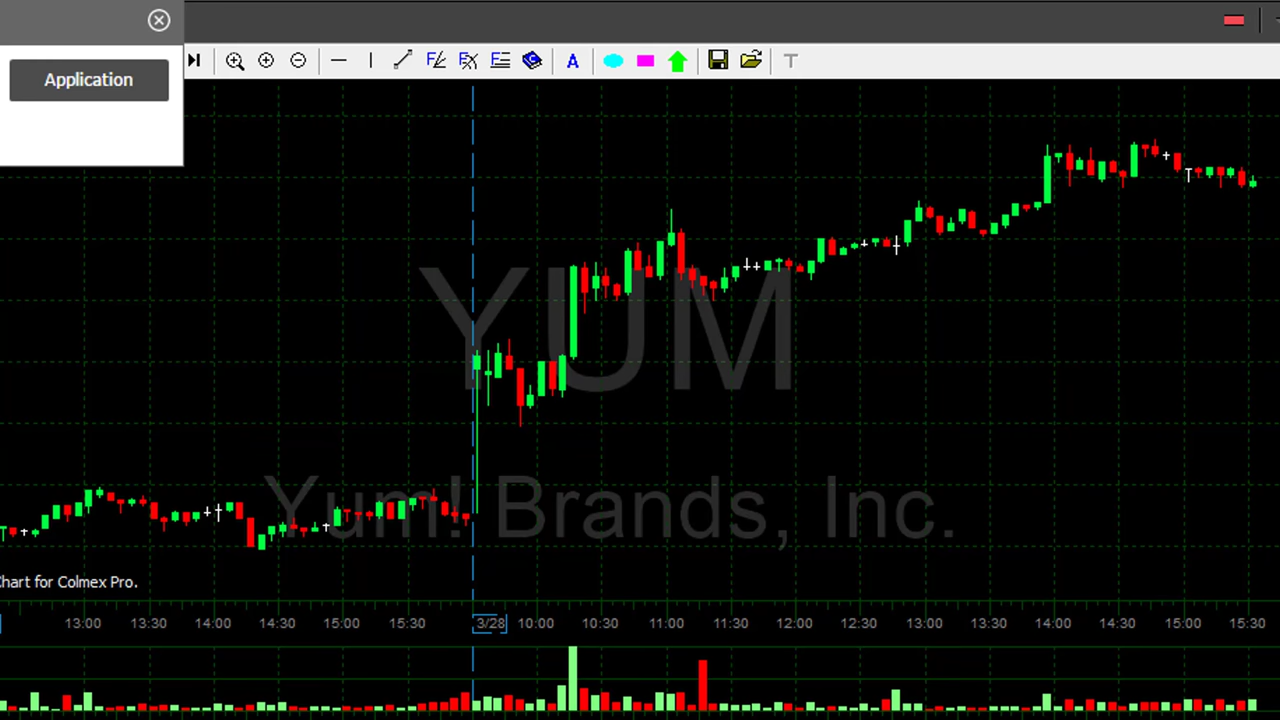 Application
A
T
YUM
Yum! Brands, Inc.
Chart for Colmex Pro.
13:00 13:30 14:00 14:30 15:00 15:30 3/28 10:00 10:30 11:00 11:30 12:00 12:30 13:00 13:30 14:00 14:30 15:00 15:30